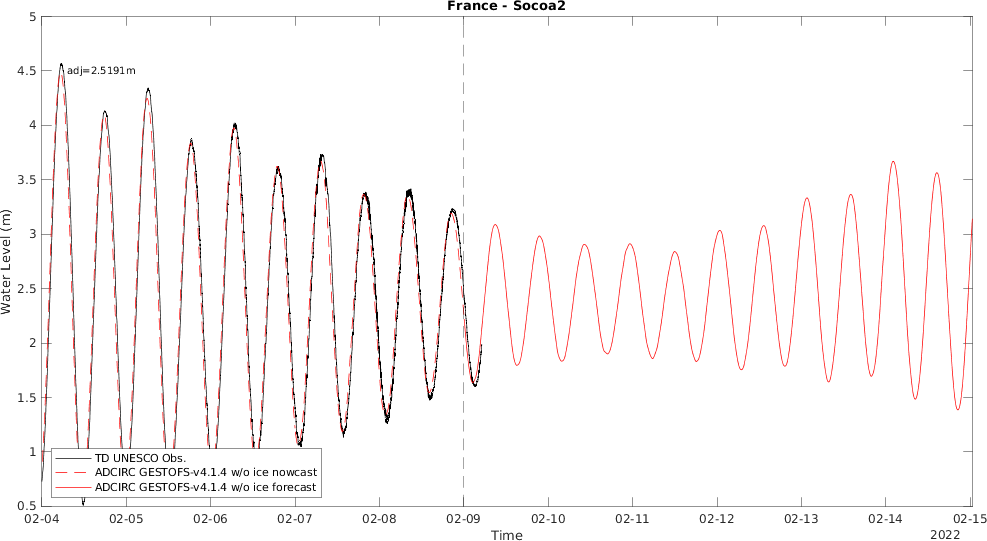 France - Socoa2
5
4.5
4
3.5
3
2.5
2
1.5
1
0.5
Water Level (m)
adj=2.5191m
TD UNESCO Obs.
ADCIRC GESTOFS-v4.1.4 w/o ice nowcast
ADCIRC GESTOFS-v4.1.4 w/o ice forecast
02-04 02-05 02-06 02-07 02-08 02-09 02-10 02-11 02-12 02-13 02-14 02-15
Time
2022